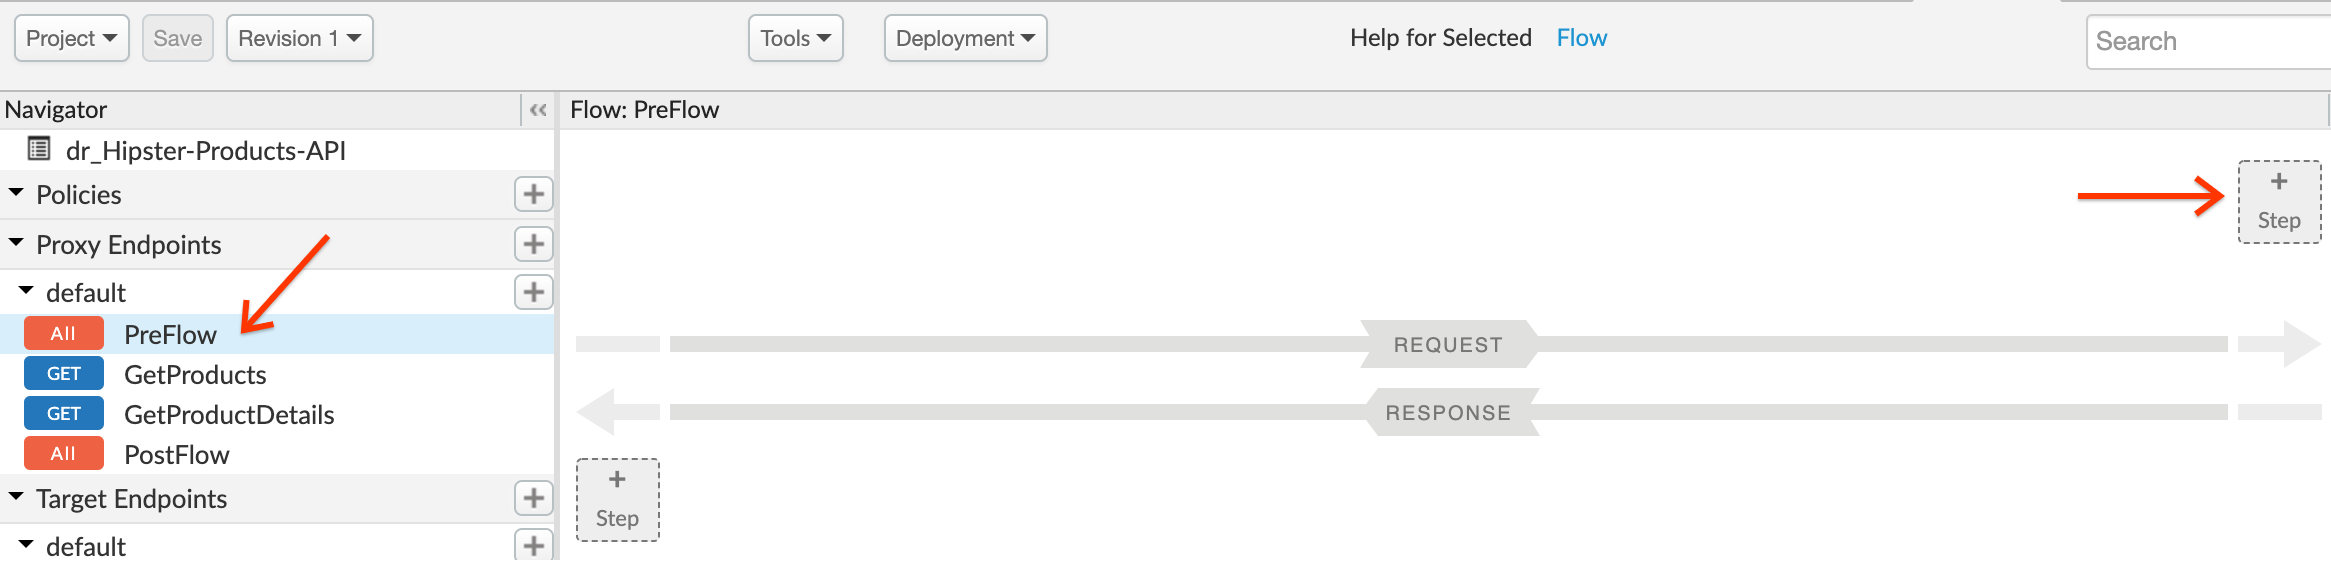 Project Save Revision 1 Tools Deployment Help for Selected Flow Search
Navigator « Flow: PreFlow
dr_Hipster-Products-API
Policies +
Proxy Endpoints +
default +
All PreFlow
GET GetProducts
GET GetProductDetails
All PostFlow
Target Endpoints +
default +
+
Step
REQUEST
RESPONSE
+
Step